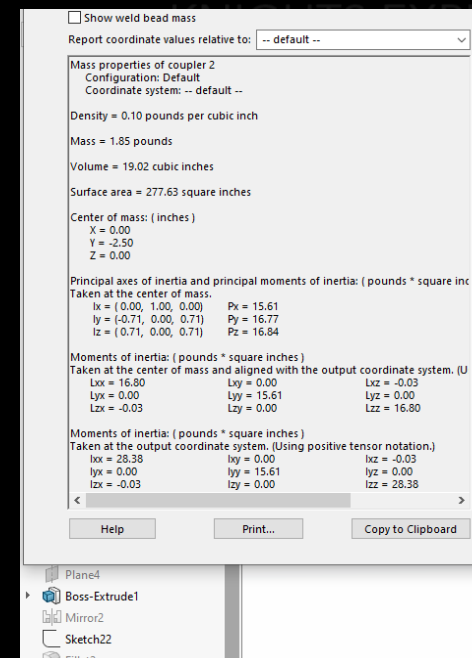 Show weld bead mass
Report coordinate values relative to: -- default --
Mass properties of coupler 2
Configuration: Default
Coordinate system: -- default --
Density = 0.10 pounds per cubic inch
Mass = 1.85 pounds
Volume = 19.02 cubic inches
Surface area = 277.63 square inches
Center of mass: ( inches )
X = 0.00
Y = -2.50
Z = 0.00
Principal axes of inertia and principal moments of inertia: ( pounds * square inc
Taken at the center of mass.
Ix = ( 0.00, 1.00, 0.00) Px = 15.61
Iy = (-0.71, 0.00, 0.71) Py = 16.77
Iz = ( 0.71, 0.00, 0.71) Pz = 16.84
Moments of inertia: ( pounds * square inches )
Taken at the center of mass and aligned with the output coordinate system. (U
Lxx = 16.80 Lxy = 0.00 Lxz = -0.03
Lyx = 0.00 Lyy = 15.61 Lyz = 0.00
Lzx = -0.03 Lzy = 0.00 Lzz = 16.80
Moments of inertia: ( pounds * square inches )
Taken at the output coordinate system. (Using positive tensor notation.)
Ixx = 28.38 Ixy = 0.00 Ixz = -0.03
Iyx = 0.00 Iyy = 15.61 Iyz = 0.00
Izx = -0.03 Izy = 0.00 Izz = 28.38
Help Print... Copy to Clipboard
Plane4
Boss-Extrude1
Mirror2
Sketch22